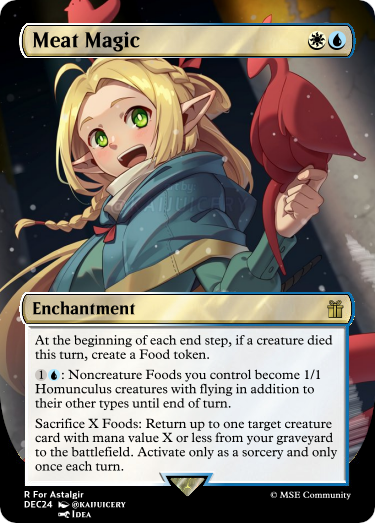 Meat Magic
art by
@KAIJUICERY
Enchantment
At the beginning of each end step, if a creature died
this turn, create a Food token.
1: Noncreature Foods you control become 1/1
Homunculus creatures with flying in addition to
their other types until end of turn.
Sacrifice X Foods: Return up to one target creature
card with mana value X or less from your graveyard
to the battlefield. Activate only as a sorcery and only
once each turn.
R For Astalgir
DEC24 @KAIJUICERY © MSE Community
IDEA